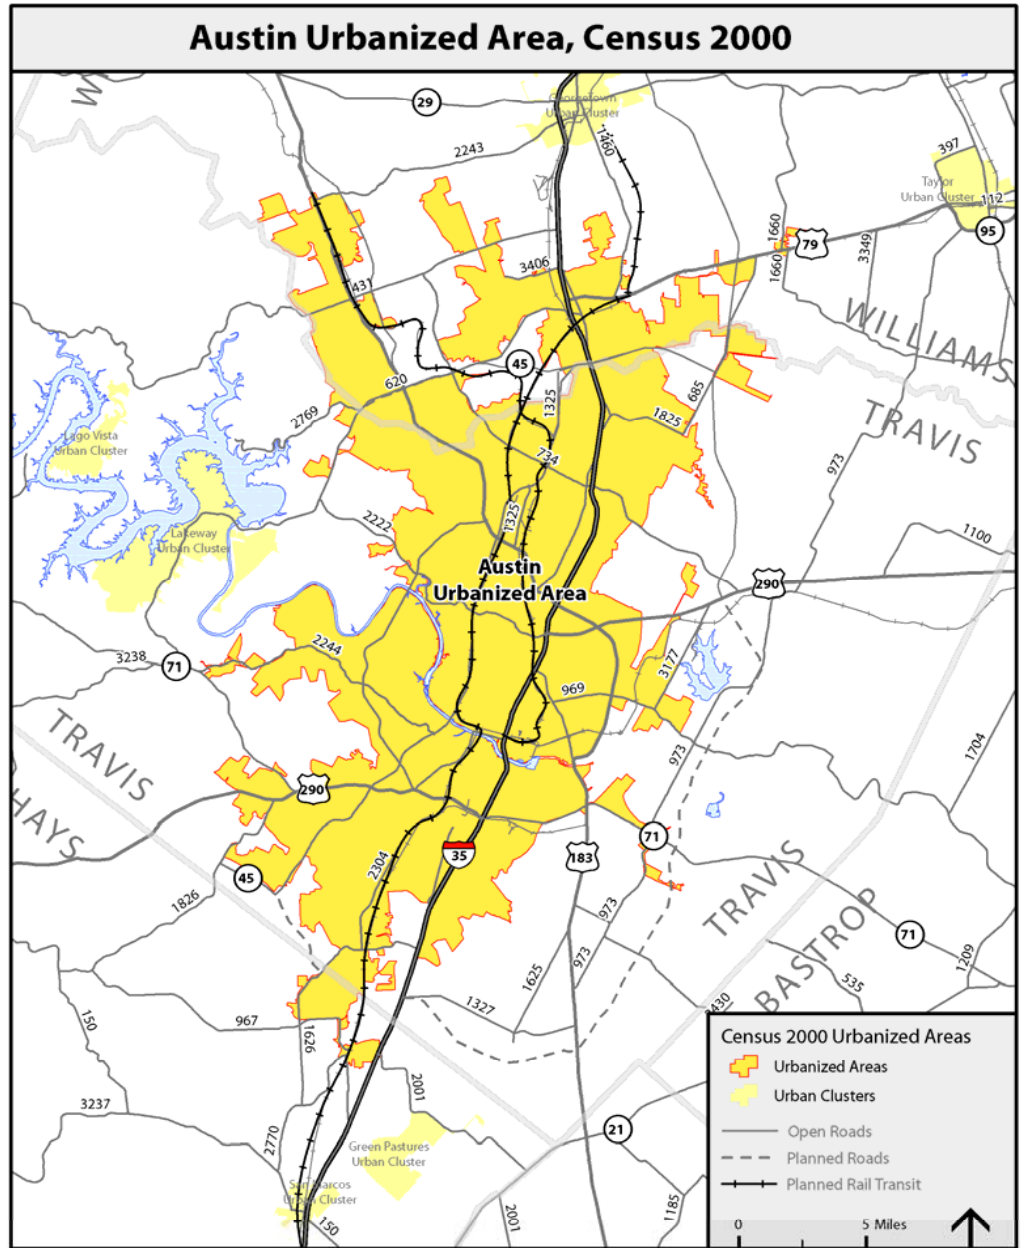 Austin Urbanized Area, Census 2000
W
29
Georgetown
Urban Cluster
1460
2243
397
Taylor
Urban Cluster
112
95
1660
79
3349
1660
3406
431
WILLIAMS
45
620
685
1325
2769
1825
TRAVIS
Lago Vista
Urban Cluster
734
973
2222
1325
1100
Lakeway
Urban Cluster
Austin
Urbanized Area
290
2244
3238
71
3177
969
TRAVIS
973
1704
290
HAYS
71
35
183
2304
45
TRAVIS
1826
973
71
BASTROP
973
1209
1625
535
1327
2430
150
967
1626
2001
3237
2770
21
Green Pastures
Urban Cluster
San Marcos
Urban Cluster
150
2001
1185
Census 2000 Urbanized Areas
Urbanized Areas
Urban Clusters
Open Roads
Planned Roads
Planned Rail Transit
0
5 Miles